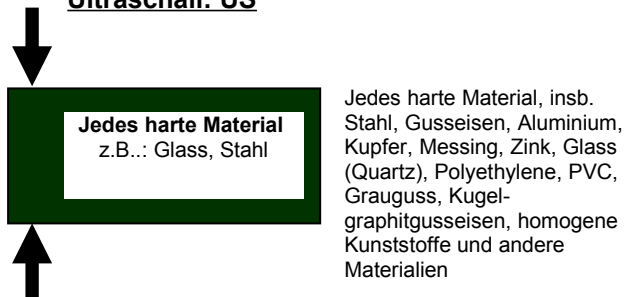 Ultraschall: US
Jedes harte Material
z.B..: Glass, Stahl
Jedes harte Material, insb.
Stahl, Gusseisen, Aluminium,
Kupfer, Messing, Zink, Glass
(Quartz), Polyethylene, PVC,
Grauguss, Kugel-
graphitgusseisen, homogene
Kunststoffe und andere
Materialien